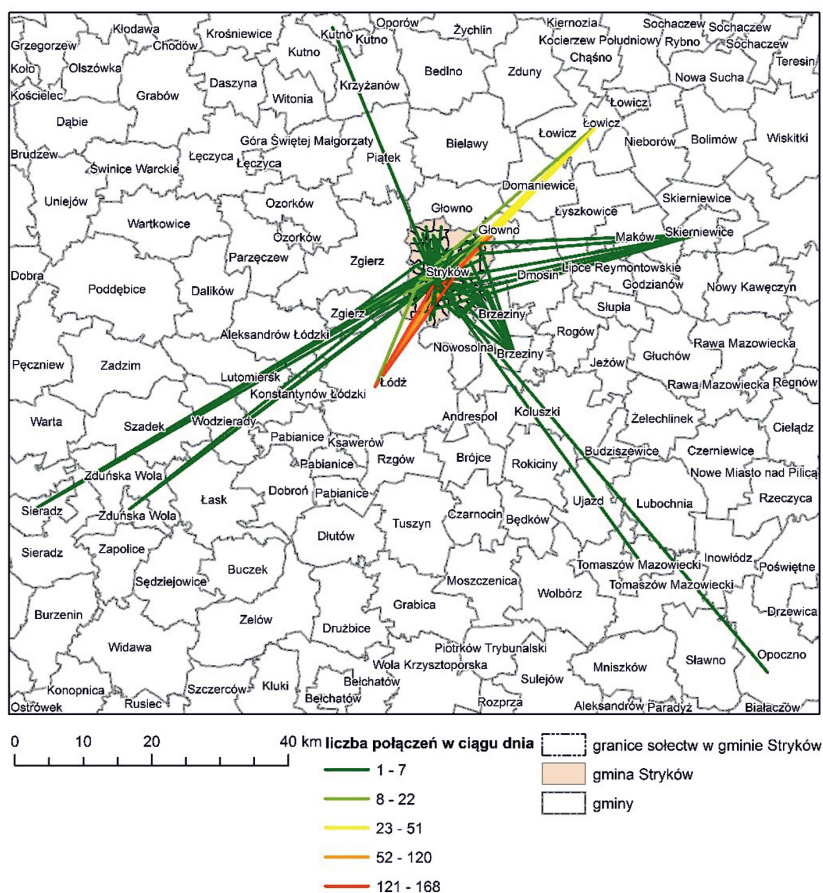 Kłodawa
Krośniewice
Kutno
Oporów
Żychlin
Kiernozia
Sochaczew
Sochaczew
Grzegorzew
Chodów
Kutno
Kutno
Kocierzew Południowy
Rybno
Sochaczew
Koło
Olszówka
Daszyna
Krzyżanów
Bedlno
Zduny
Chąśno
Nowa Sucha
Teresin
Kościelec
Grabów
Witonia
Łowicz
Dąbie
Góra Świętej Małgorzaty
Bielawy
Łowicz
Łowicz
Nieborów
Bolimów
Wiskitki
Brudzew
Świnice Warckie
Łęczyca
Łęczyca
Piątek
Domaniewice
Uniejów
Wartkowice
Ozorków
Głowno
Łyszkowice
Skierniewice
Ozorków
Głowno
Maków
Skierniewice
Dobra
Poddębice
Parzęczew
Zgierz
Stryków
Dmosin
Lipce Reymontowskie
Dalików
Godzianów
Nowy Kawęczyn
Zgierz
Brzeziny
Słupia
Aleksandrów Łódzki
Nowosolna
Brzeziny
Rogów
Rawa Mazowiecka
Pęczniew
Zadzim
Lutomiersk
Łódź
Jeżów
Głuchów
Rawa Mazowiecka
Regnów
Konstantynów Łódzki
Warta
Szadek
Wodzierady
Andrespol
Koluszki
Żelechlinek
Cielądz
Pabianice
Ksawerów
Rzgów
Brójce
Rokiciny
Budziszewice
Czerniewice
Pabianice
Zduńska Wola
Nowe Miasto nad Pilicą
Sieradz
Zduńska Wola
Łask
Dobroń
Pabianice
Tuszyn
Czarnocin
Będków
Ujazd
Lubochnia
Rzeczyca
Sieradz
Zapolice
Dłutów
Tomaszów Mazowiecki
Inowłódz
Poświętne
Sędziejowice
Buczek
Moszczenica
Tomaszów Mazowiecki
Burzenin
Grabica
Wolbórz
Drzewica
Widawa
Zelów
Drużbice
Piotrków Trybunalski
Wola Krzysztoporska
Mniszków
Sławno
Opoczno
Konopnica
Szczerców
Kluki
Bełchatów
Bełchatów
Sulejów
Ostrówek
Rusiec
Rozprza
Aleksandrów
Paradyż
Białaczów
0 10 20 40 km
liczba połączeń w ciągu dnia
1 - 7
8 - 22
23 - 51
52 - 120
121 - 168
granice sołectw w gminie Stryków
gmina Stryków
gminy